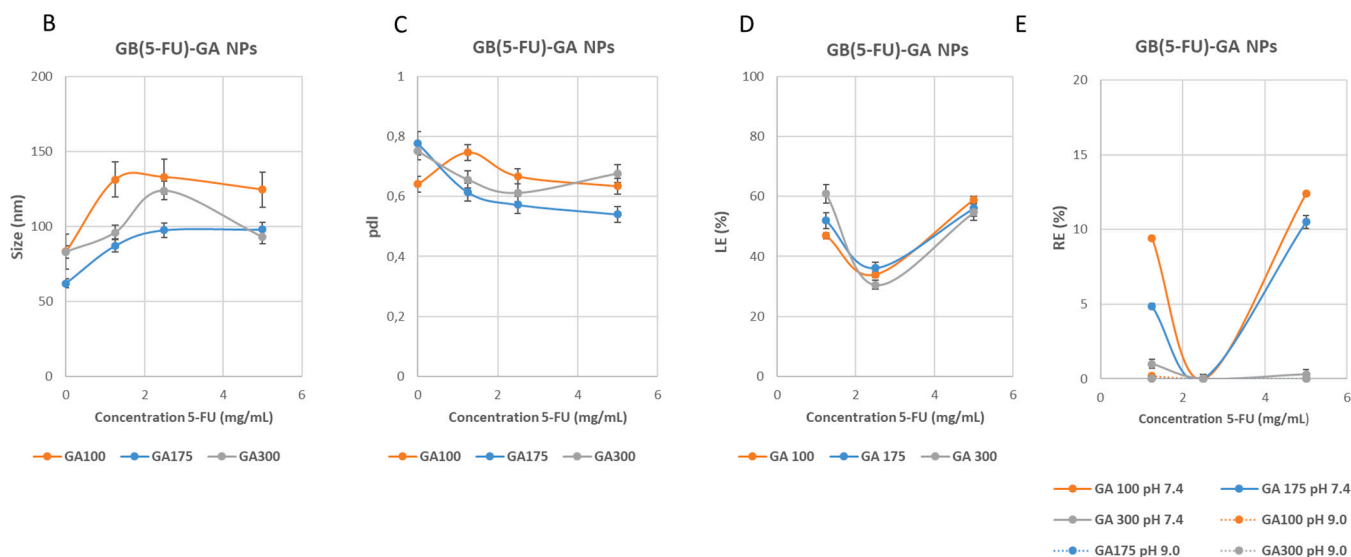 B
GB(5-FU)-GA NPs
200
150
100
50
0
Size (nm)
0 2 4 6
Concentration 5-FU (mg/mL)
GA100 GA175 GA300
C
GB(5-FU)-GA NPs
1
0,8
0,6
0,4
0,2
0
pdI
0 2 4 6
Concentration 5-FU (mg/mL)
GA100 GA175 GA300
D
GB(5-FU)-GA NPs
100
80
60
40
20
0
LE (%)
0 2 4 6
Concentration 5-FU (mg/mL)
GA 100 GA 175 GA 300
E
GB(5-FU)-GA NPs
20
15
10
5
0
RE (%)
0 2 4 6
Concentration 5-FU (mg/mL)
GA 100 pH 7.4 GA 175 pH 7.4
GA 300 pH 7.4 GA100 pH 9.0
GA175 pH 9.0 GA300 pH 9.0